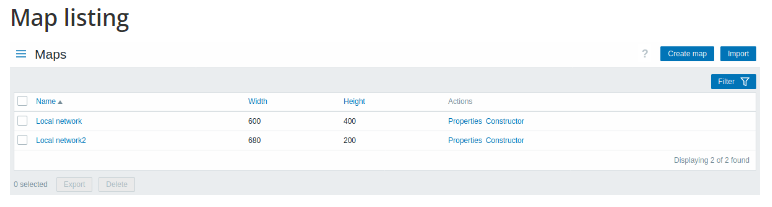 Map listing
Maps ? Create map Import
Filter
Name Width Height Actions
Local network 600 400 Properties Constructor
Local network2 680 200 Properties Constructor
Displaying 2 of 2 found
0 selected Export Delete